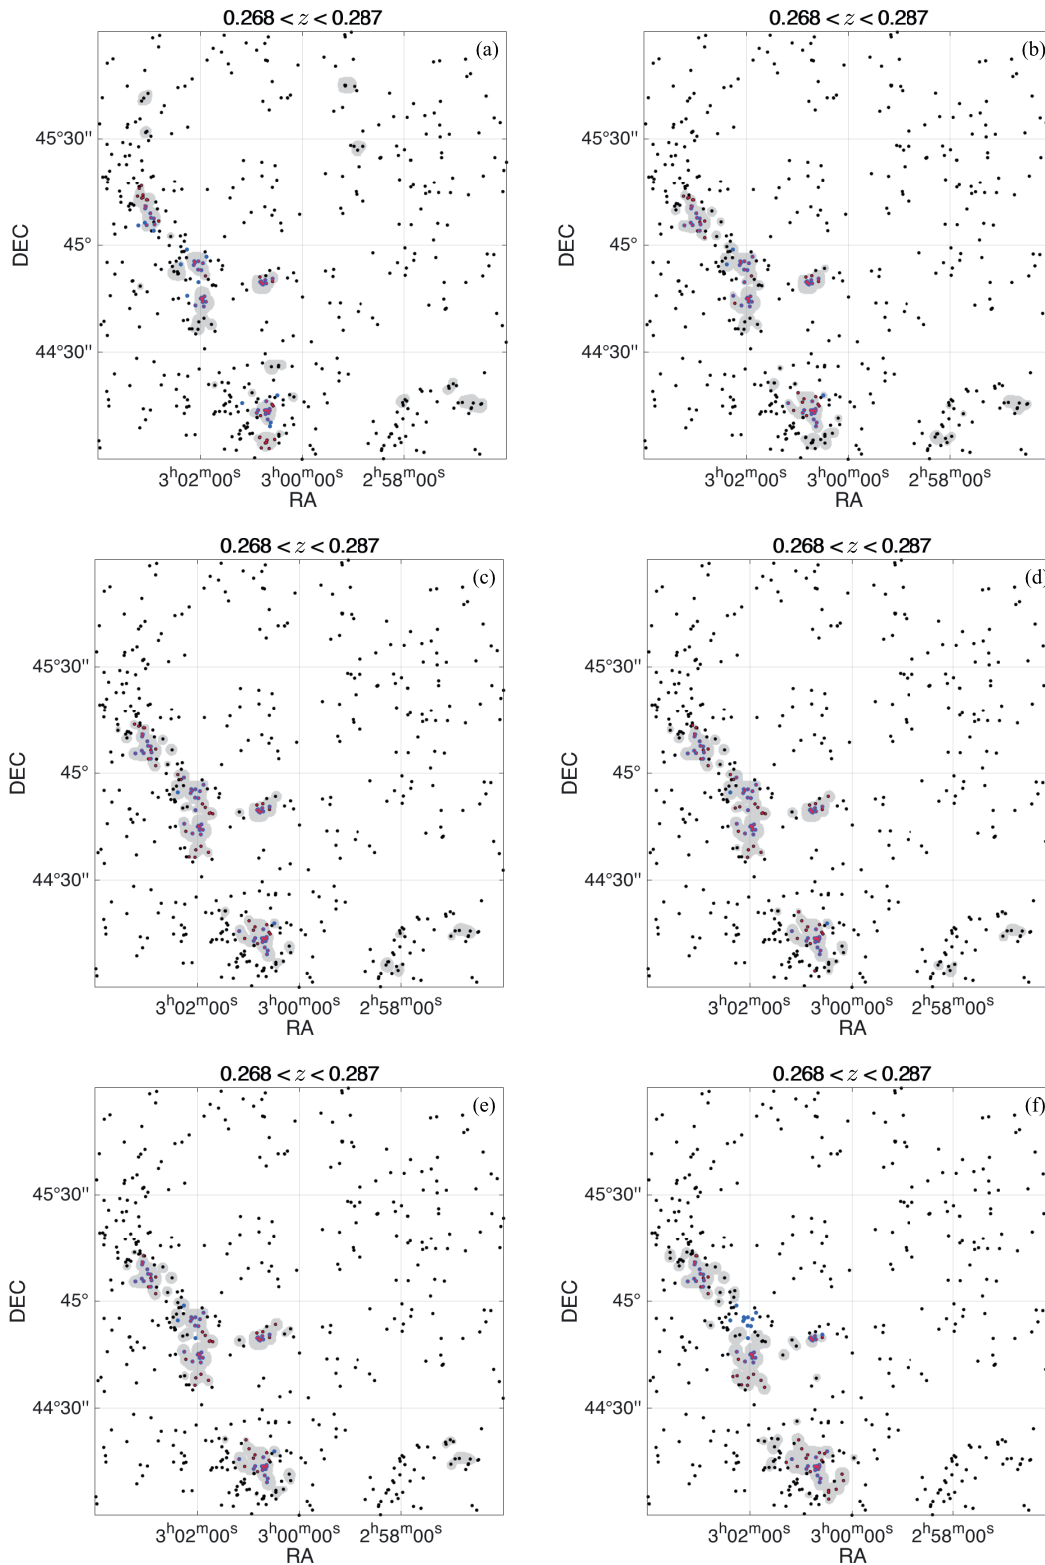 0.268 < z < 0.287
0.268 < z < 0.287
(a)
(b)
45°30"
45°
44°30"
DEC
45°30"
45°
44°30"
DEC
3h02m00s 3h00m00s 2h58m00s
RA
3h02m00s 3h00m00s 2h58m00s
RA
0.268 < z < 0.287
0.268 < z < 0.287
(c)
(d)
45°30"
45°
44°30"
DEC
45°30"
45°
44°30"
DEC
3h02m00s 3h00m00s 2h58m00s
RA
3h02m00s 3h00m00s 2h58m00s
RA
0.268 < z < 0.287
0.268 < z < 0.287
(e)
(f)
45°30"
45°
44°30"
DEC
45°30"
45°
44°30"
DEC
3h02m00s 3h00m00s 2h58m00s
RA
3h02m00s 3h00m00s 2h58m00s
RA